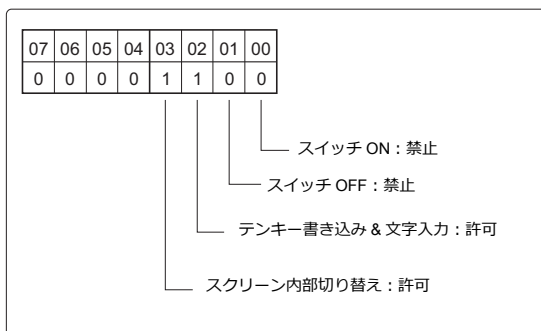 07 06 05 04 03 02 01 00
0 0 0 0 1 1 0 0
スイッチ ON：禁止
スイッチ OFF：禁止
テンキー書き込み & 文字入力：許可
スクリーン内部切り替え：許可